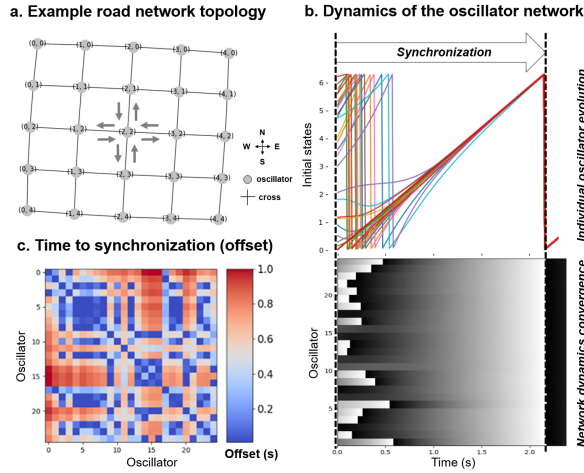 a. Example road network topology
(0, 0) (1, 0) (2, 0) (3, 0) (4, 0)
(0, 1) (1, 1) (2, 1) (3, 1) (4, 1)
(0, 2) (1, 2) (2, 2) (3, 2) (4, 2)
(0, 3) (1, 3) (2, 3) (3, 3) (4, 3)
(0, 4) (1, 4) (2, 4) (3, 4) (4, 4)
N
W E
S
oscillator
cross
b. Dynamics of the oscillator network
Synchronization
Initial states
6
5
4
3
2
1
0
Individual oscillator evolution
Oscillator
20
15
10
5
0.0 0.5 1.0 1.5 2.0
Time (s)
dynamics convergence
c. Time to synchronization (offset)
Oscillator
0
5
10
15
20
0 10 20
Oscillator
1.0
0.8
0.6
0.4
0.2
Offset (s)